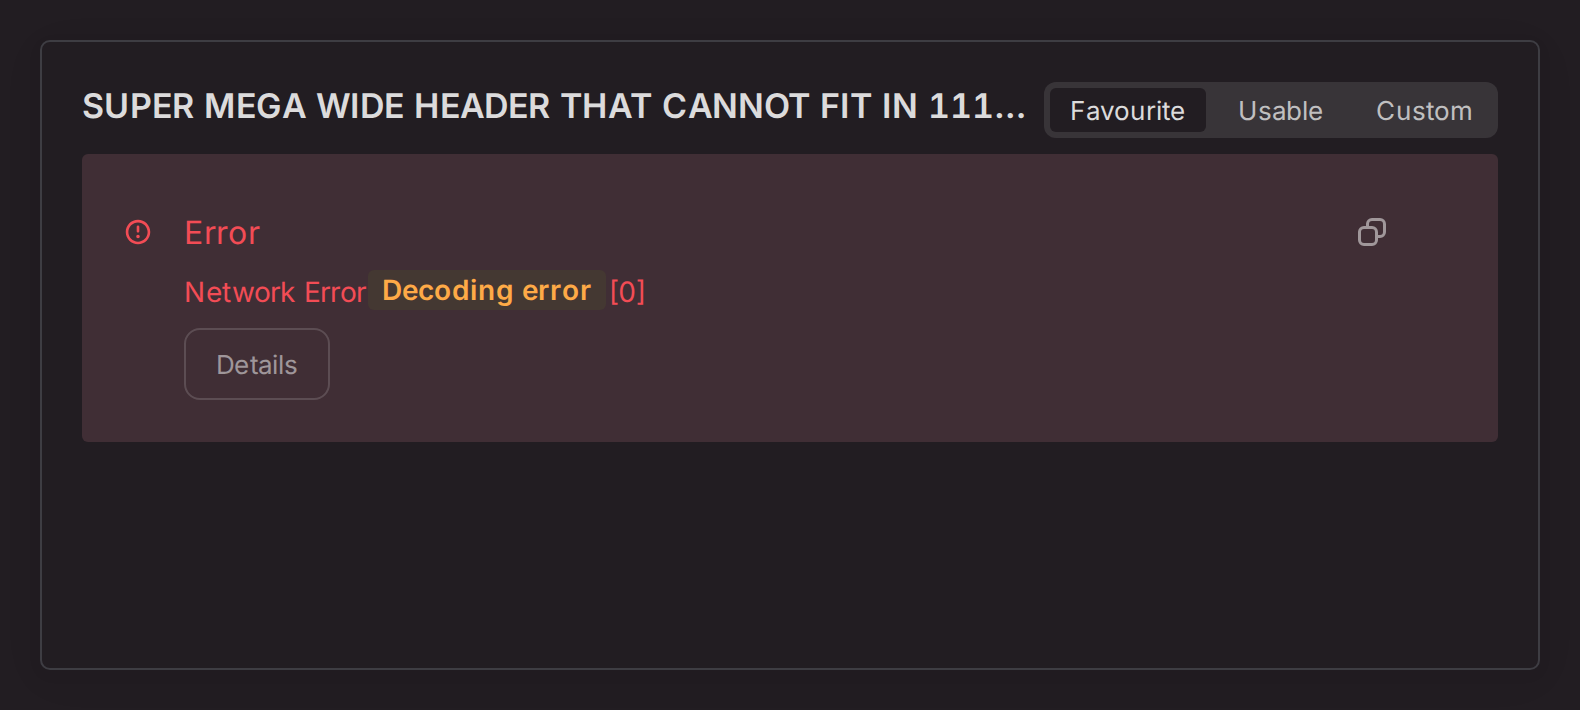 SUPER MEGA WIDE HEADER THAT CANNOT FIT IN 111... Favourite Usable Custom
Error
Network Error Decoding error [0]
Details